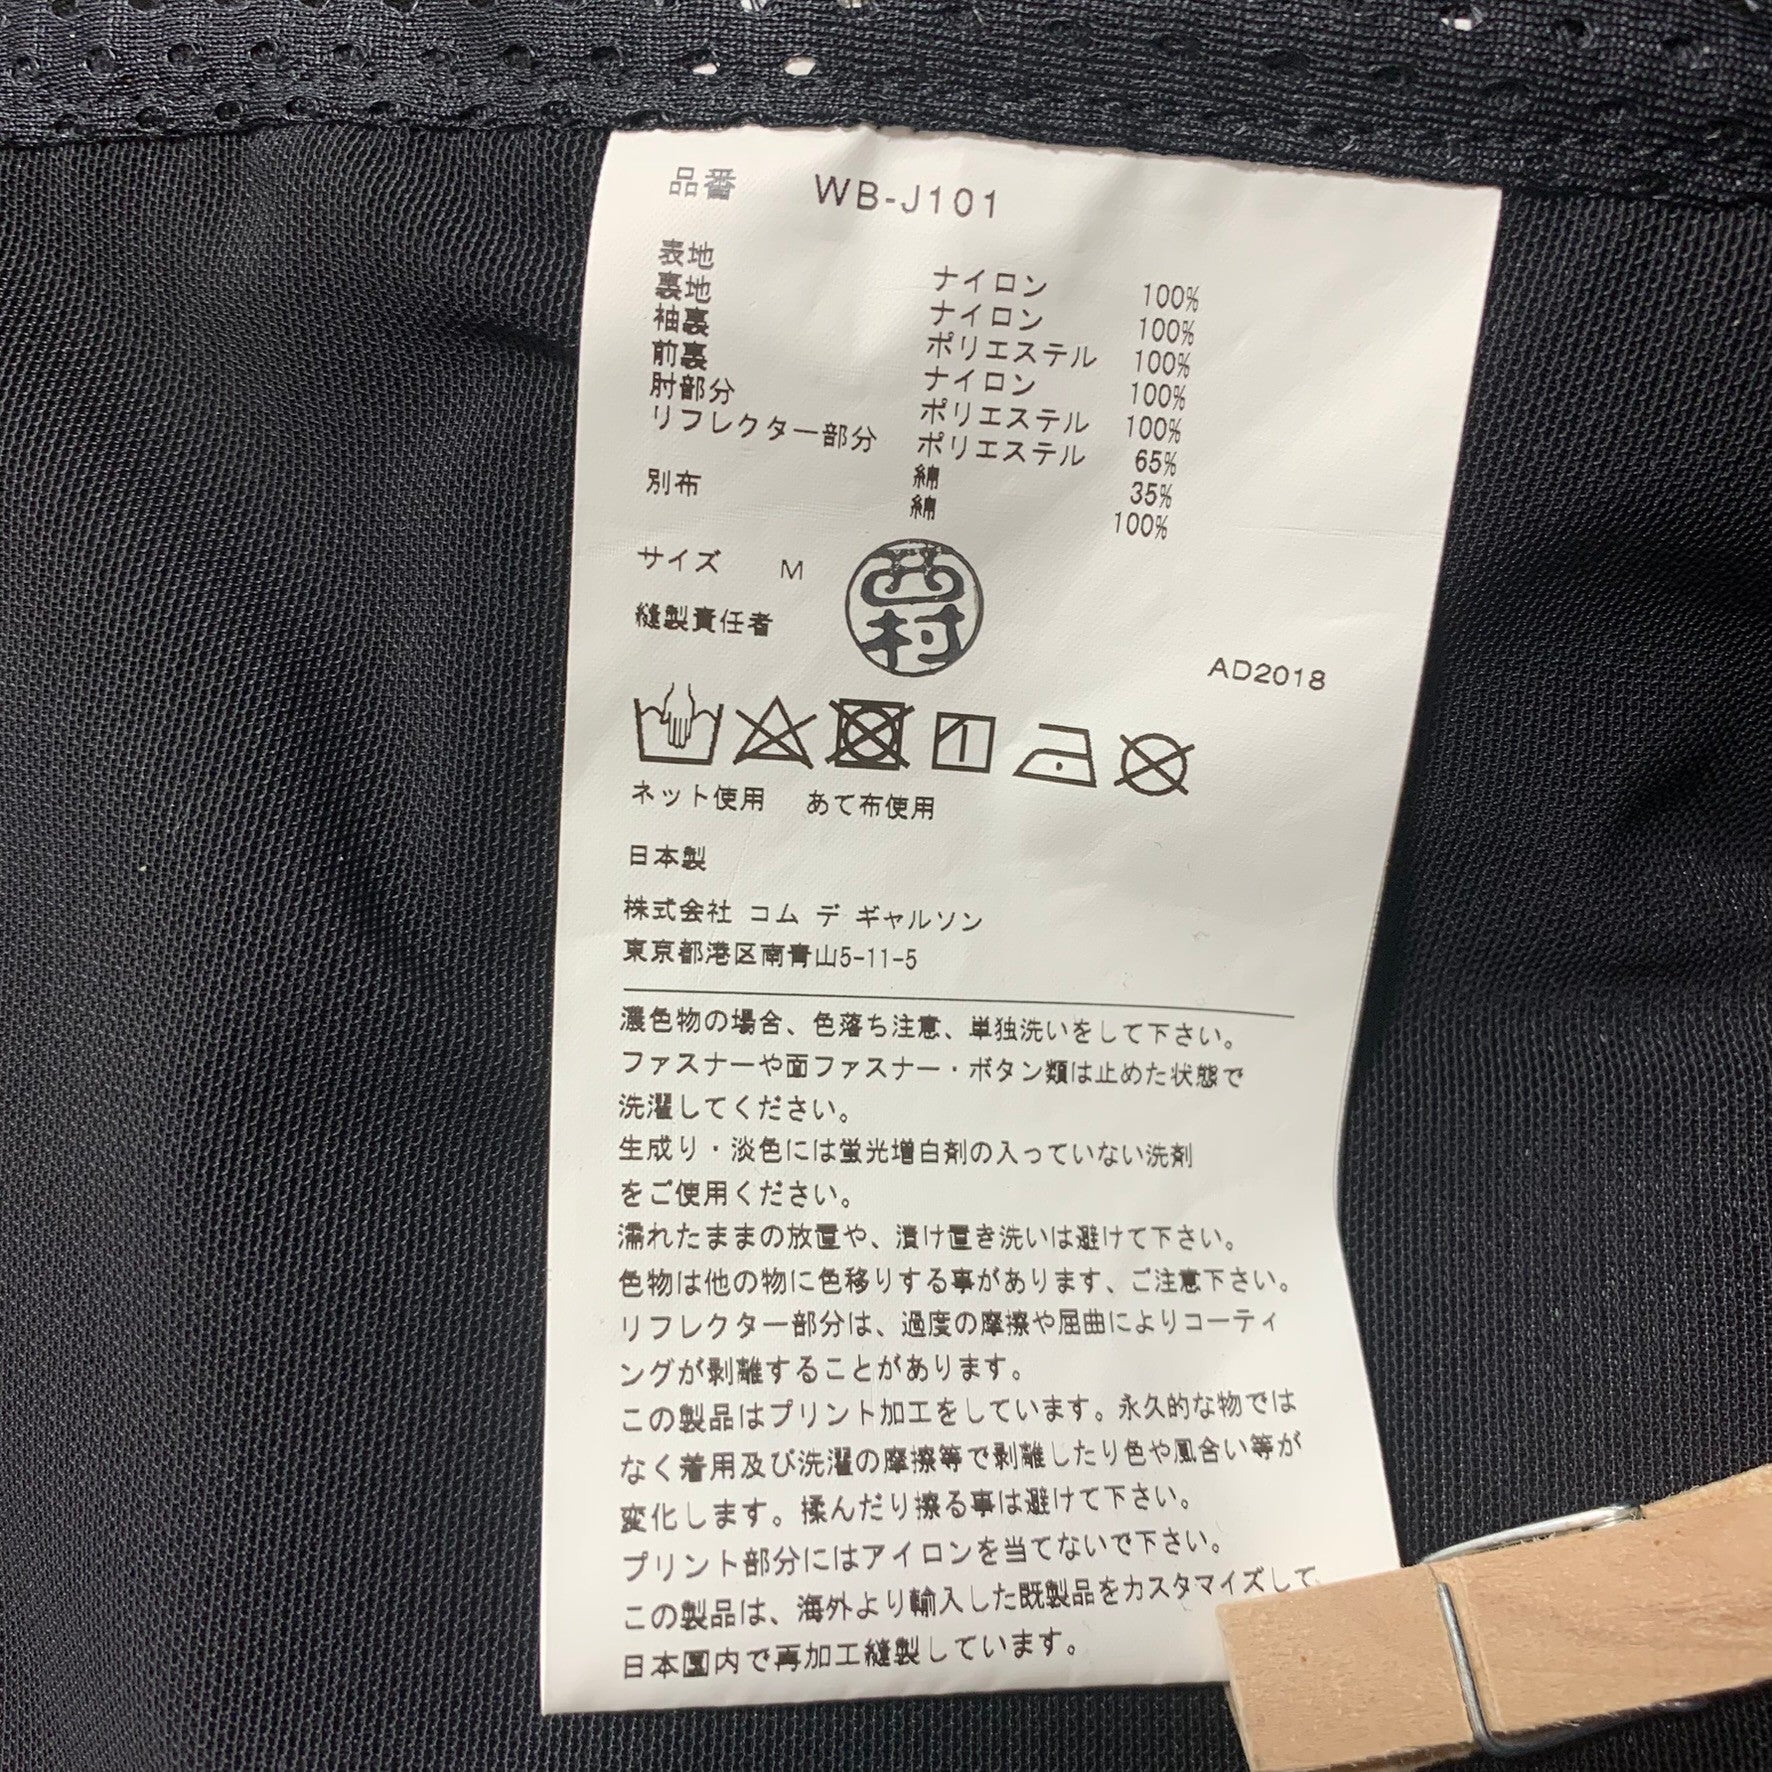 品番 WB-J101
表地 ナイロン 100%
裏地 ナイロン 100%
袖裏 ポリエステル 100%
前裏 ナイロン 100%
肘部分 ポリエステル 100%
リフレクター部分 ポリエステル 65%
綿 35%
別布 綿 100%
サイズ M
縫製責任者 西村
AD2018
ネット使用 あて布使用
日本製
株式会社 コム デ ギャルソン
東京都港区南青山5-11-5
濃色物の場合、色落ち注意、単独洗いをして下さい。
ファスナーや面ファスナー・ボタン類は止めた状態で
洗濯してください。
生成り・淡色には蛍光増白剤の入っていない洗剤
をご使用ください。
濡れたままの放置や、漬け置き洗いは避けて下さい。
色物は他の物に色移りする事があります、ご注意下さい。
リフレクター部分は、過度の摩擦や屈曲によりコーティ
ングが剥離することがあります。
この製品はプリント加工をしています。永久的な物では
なく着用及び洗濯の摩擦等で剥離したり色や風合い等が
変化します。揉んだり擦る事は避けて下さい。
プリント部分にはアイロンを当てないで下さい。
この製品は、海外より輸入した既製品をカスタマイズして
日本国内で再加工縫製しています。